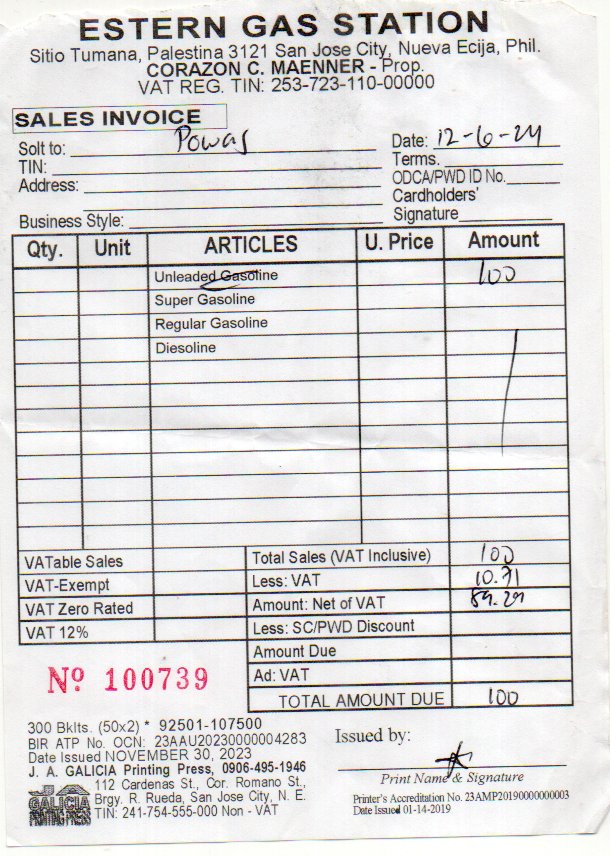 ESTERN GAS STATION
Sitio Tumana, Palestina 3121 San Jose City, Nueva Ecija, Phil.
CORAZON C. MAENNER - Prop.
VAT REG. TIN: 253-723-110-00000
SALES INVOICE
Solt to: Powas Date: 12-6-24
TIN: Terms.
Address: ODCA/PWD ID No.
Cardholders'
Business Style: Signature
Qty. Unit ARTICLES U. Price Amount
Unleaded Gasoline 100
Super Gasoline
Regular Gasoline
Diesoline
VATable Sales Total Sales (VAT Inclusive) 100
VAT-Exempt Less: VAT 10.71
VAT Zero Rated Amount: Net of VAT 89.29
VAT 12% Less: SC/PWD Discount
Amount Due
Ad: VAT
Nº 100739
TOTAL AMOUNT DUE 100
300 Bklts. (50x2) * 92501-107500
BIR ATP No. OCN: 23AAU20230000004283
Date Issued NOVEMBER 30, 2023
J. A. GALICIA Printing Press, 0906-495-1946
112 Cardenas St., Cor. Romano St.,
Brgy. R. Rueda, San Jose City, N. E.
TIN: 241-754-555-000 Non - VAT
JAG
GALICIA
PRINTING PRESS
Issued by:
Print Name & Signature
Printer's Accreditation No. 23AMP20190000000003
Date Issued 01-14-2019